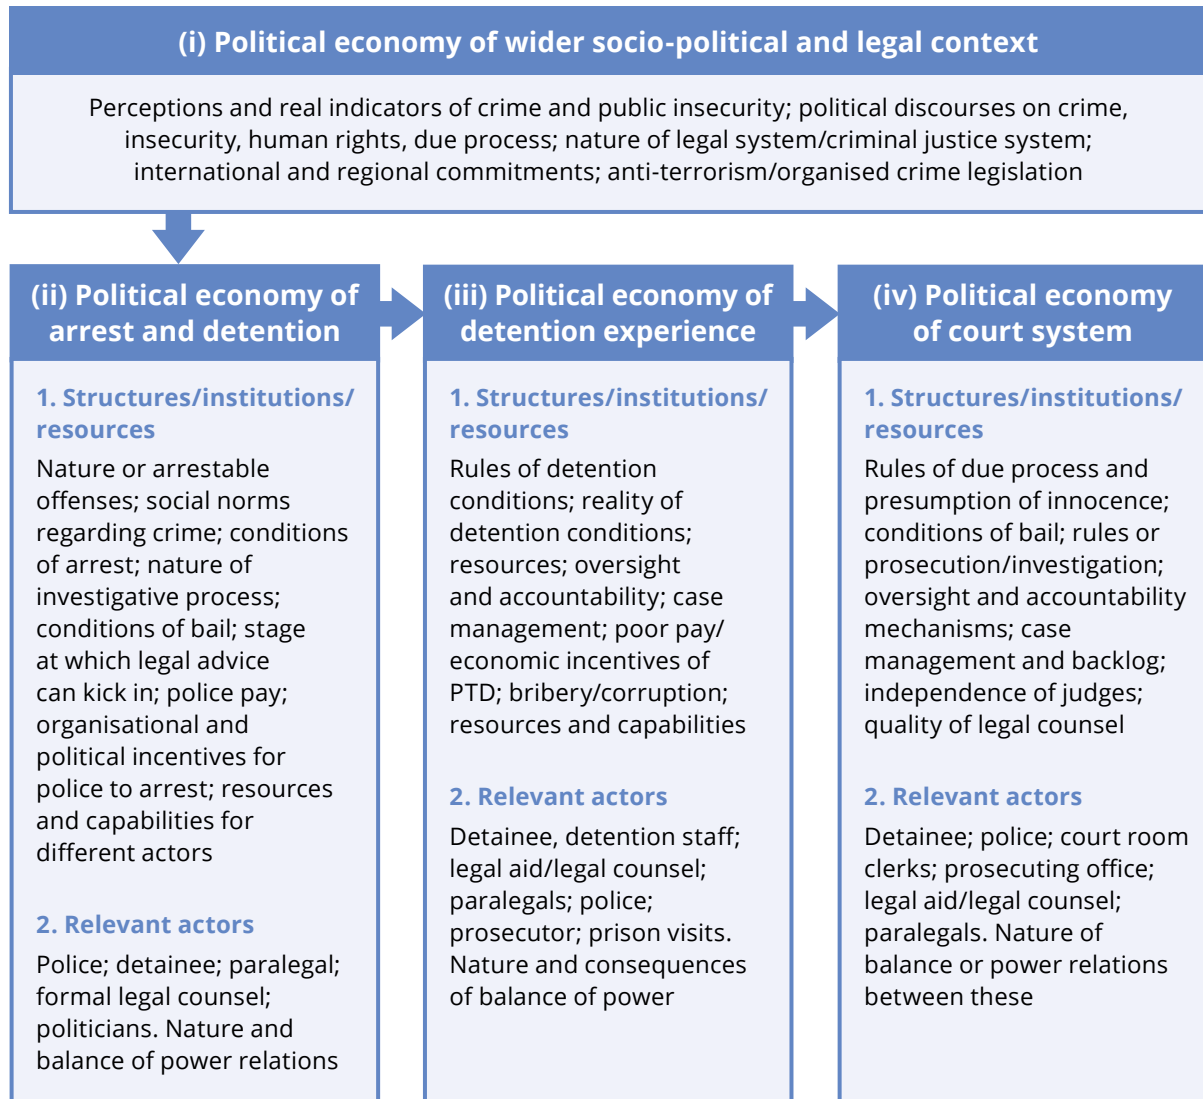 (i) Political economy of wider socio-political and legal context
Perceptions and real indicators of crime and public insecurity; political discourses on crime,
insecurity, human rights, due process; nature of legal system/criminal justice system;
international and regional commitments; anti-terrorism/organised crime legislation
(ii) Political economy of
arrest and detention
1. Structures/institutions/
resources
Nature or arrestable
offenses; social norms
regarding crime; conditions
of arrest; nature of
investigative process;
conditions of bail; stage
at which legal advice
can kick in; police pay;
organisational and
political incentives for
police to arrest; resources
and capabilities for
different actors
2. Relevant actors
Police; detainee; paralegal;
formal legal counsel;
politicians. Nature and
balance of power relations
(iii) Political economy of
detention experience
1. Structures/institutions/
resources
Rules of detention
conditions; reality of
detention conditions;
resources; oversight
and accountability; case
management; poor pay/
economic incentives of
PTD; bribery/corruption;
resources and capabilities
2. Relevant actors
Detainee, detention staff;
legal aid/legal counsel;
paralegals; police;
prosecutor; prison visits.
Nature and consequences
of balance of power
(iv) Political economy
of court system
1. Structures/institutions/
resources
Rules of due process and
presumption of innocence;
conditions of bail; rules or
prosecution/investigation;
oversight and accountability
mechanisms; case
management and backlog;
independence of judges;
quality of legal counsel
2. Relevant actors
Detainee; police; court room
clerks; prosecuting office;
legal aid/legal counsel;
paralegals. Nature of
balance or power relations
between these